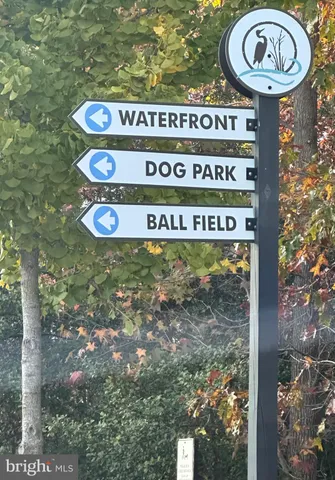 WATERFRONT
DOG PARK
BALL FIELD
bright MLS